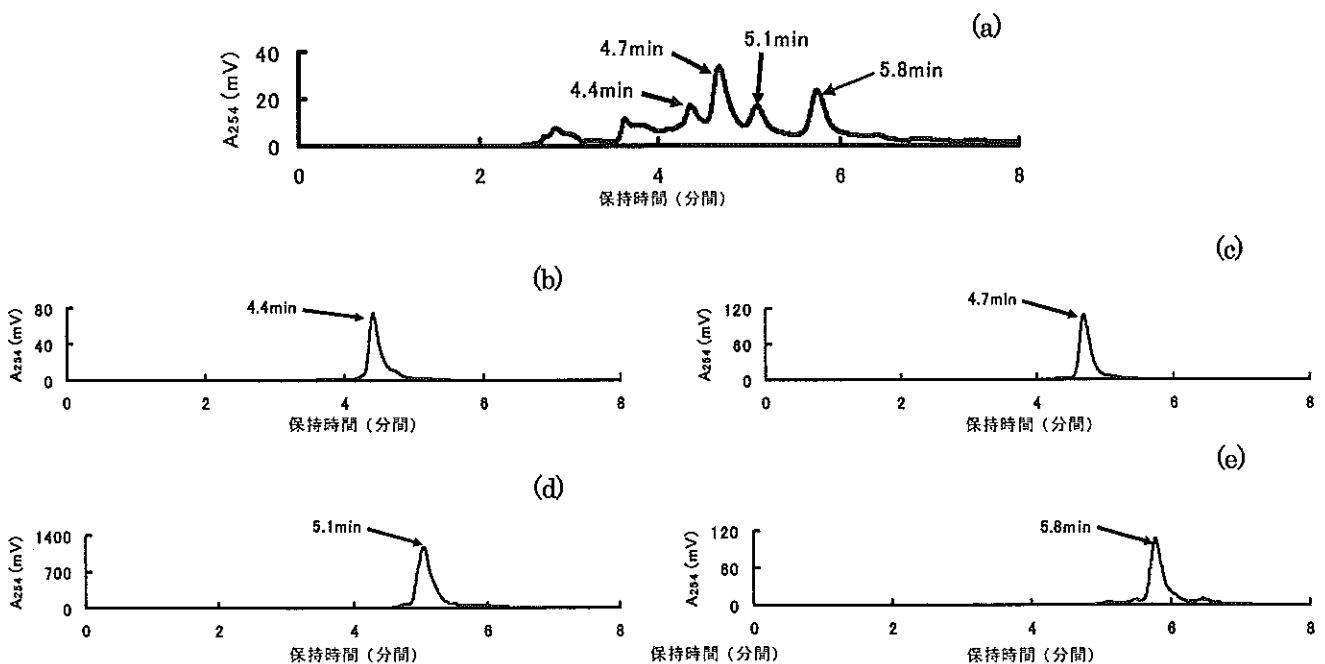 (a)
4.7min
5.1min
5.8min
4.4min
A254 (mV)
40
20
0
0 2 4 6 8
保持時間 (分間)
(b)
4.4min
A234 (mV)
80
40
0
0 2 4 6 8
保持時間 (分間)
(c)
4.7min
A254 (mV)
120
60
0
0 2 4 6 8
保持時間 (分間)
(d)
5.1min
A254 (mV)
1400
700
0
0 2 4 6 8
保持時間 (分間)
(e)
5.8min
A254 (mV)
120
60
0
0 2 4 6 8
保持時間 (分間)
保持時間 (分間)